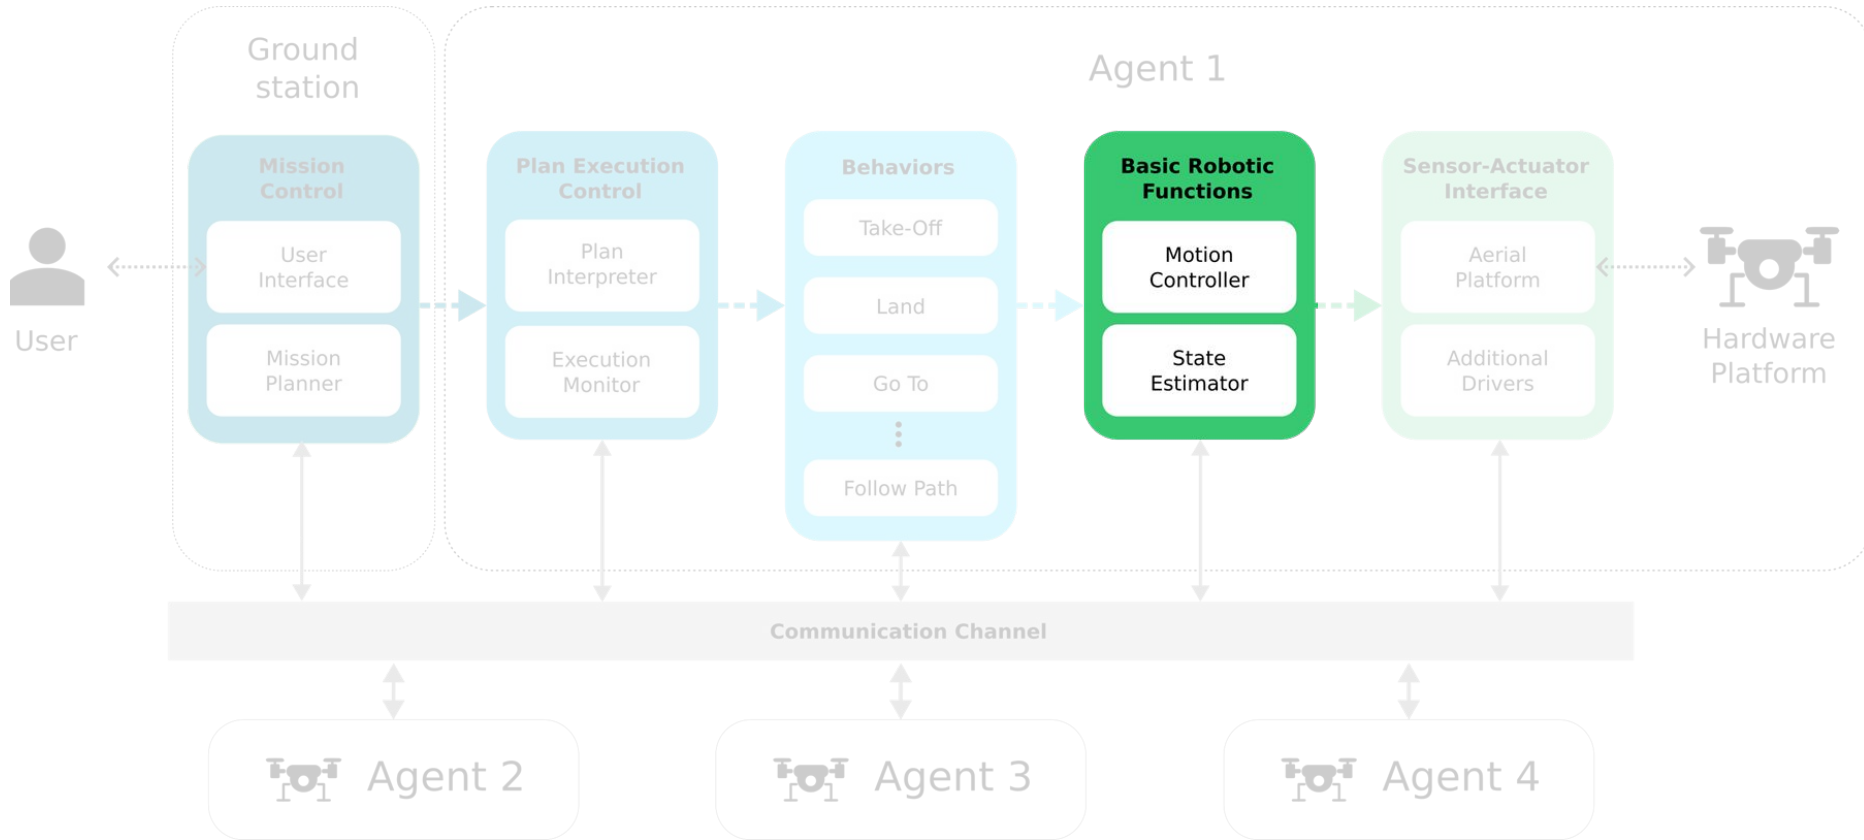 Ground
station
Agent 1
Mission
Control
User
Interface
Mission
Planner
Plan Execution
Control
Plan
Interpreter
Execution
Monitor
Behaviors
Take-Off
Land
Go To
Follow Path
Basic Robotic
Functions
Motion
Controller
State
Estimator
Sensor-Actuator
Interface
Aerial
Platform
Additional
Drivers
User
Hardware
Platform
Communication Channel
Agent 2
Agent 3
Agent 4